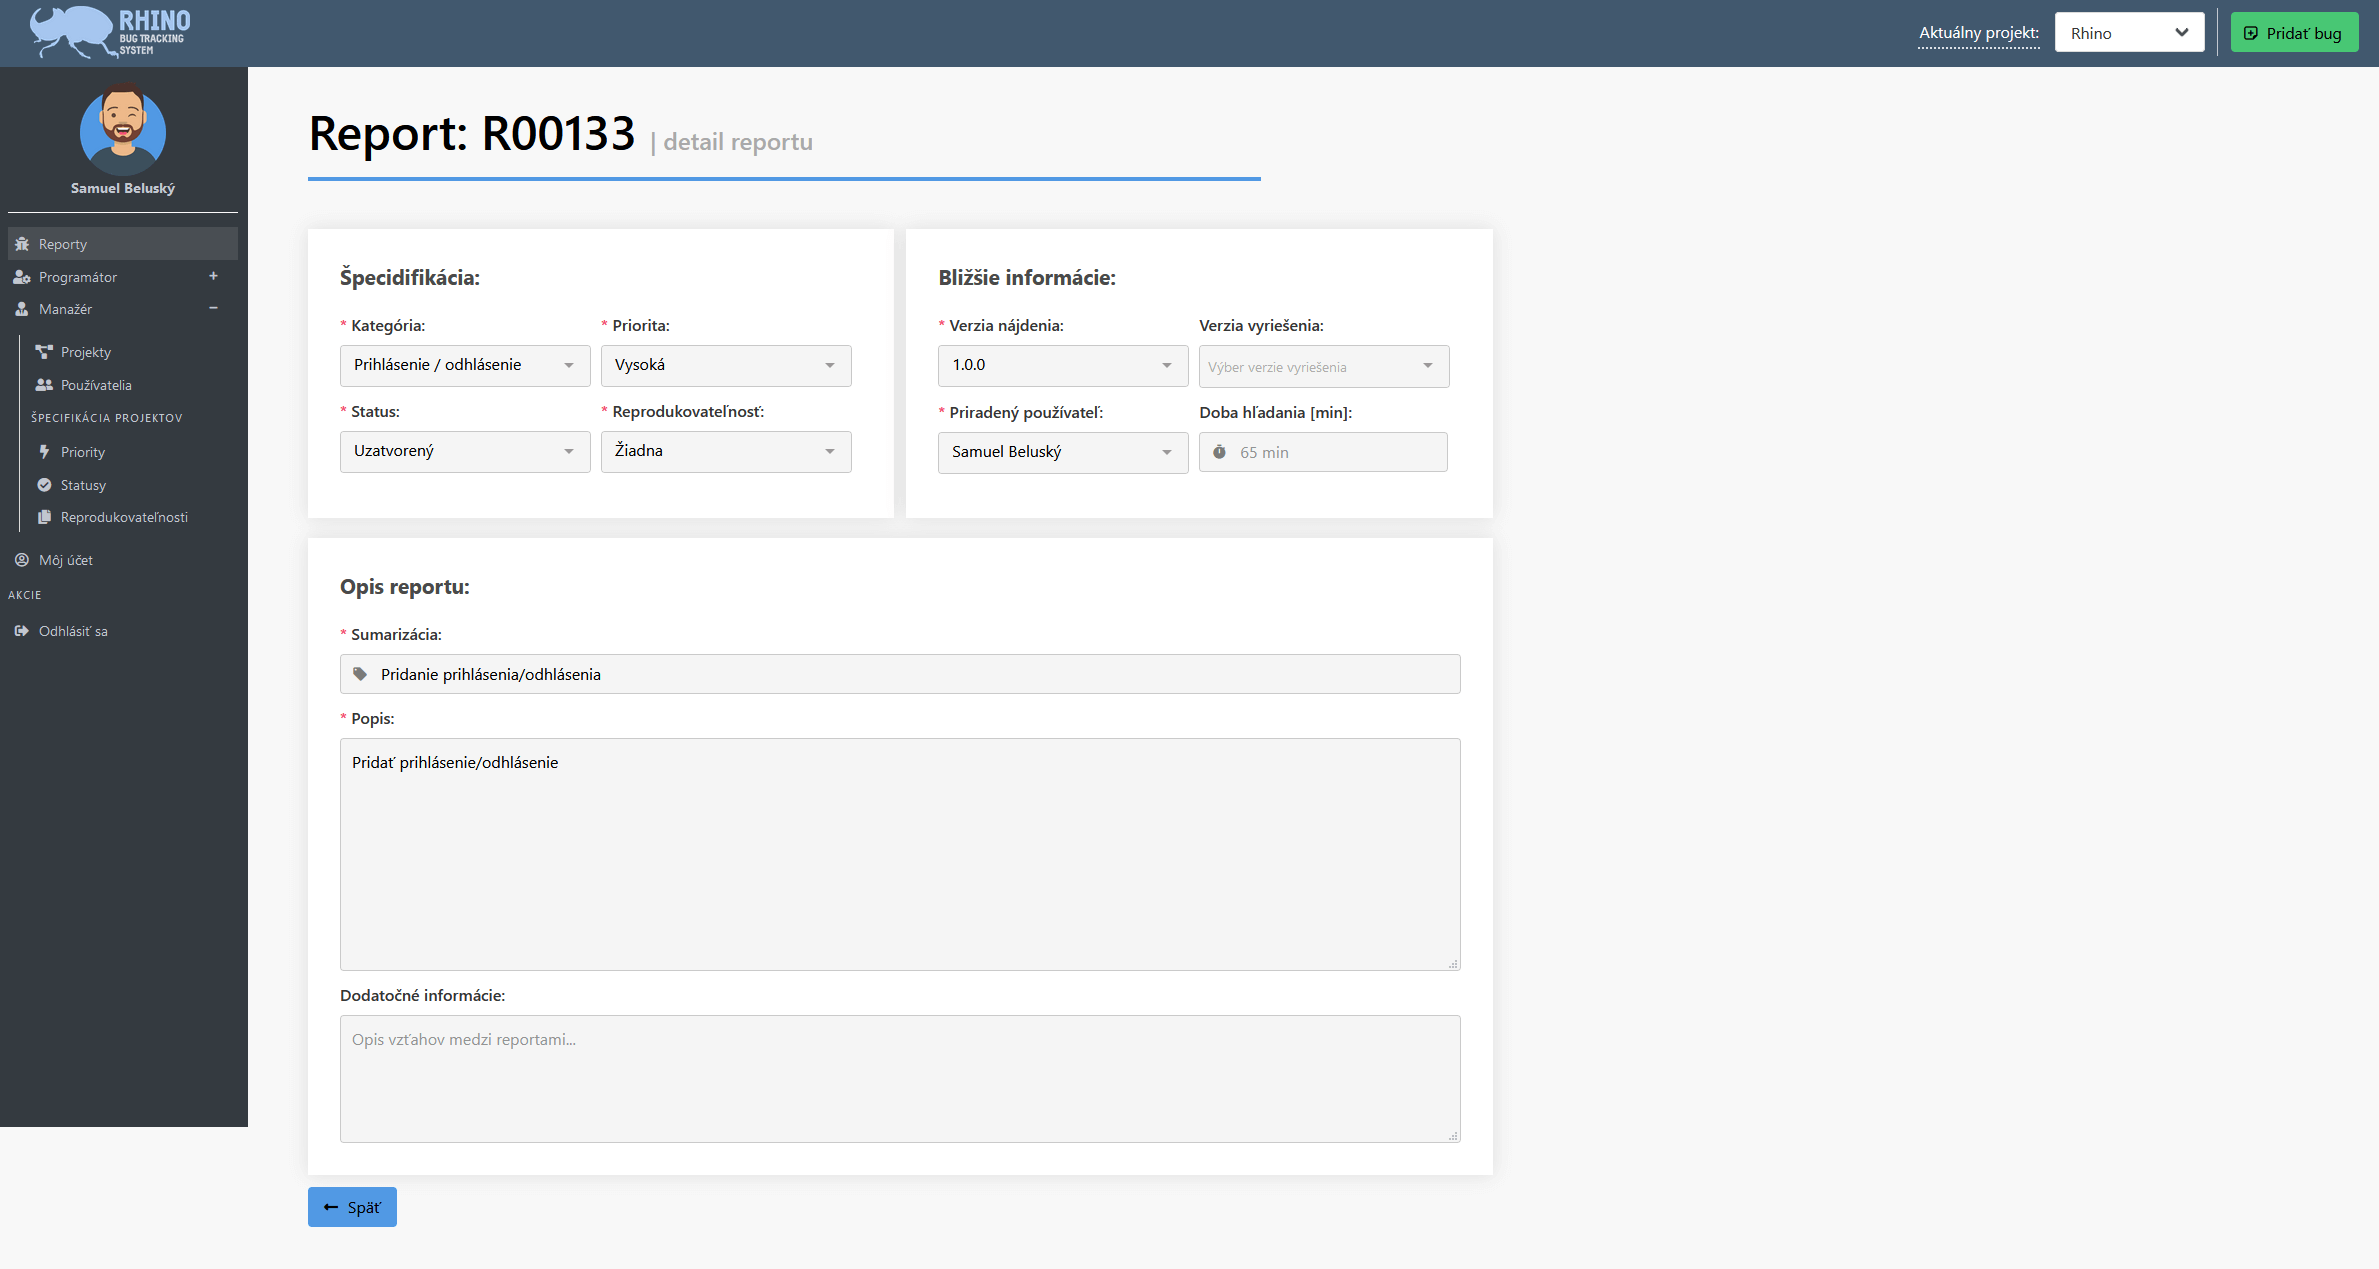 RHINO
BUG TRACKING
SYSTEM
Aktuálny projekt:
Rhino
Pridať bug
Samuel Beluský
Reporty
Programátor +
Manažér −
Projekty
Používatelia
ŠPECIFIKÁCIA PROJEKTOV
Priority
Statusy
Reprodukovateľnosti
Môj účet
AKCIE
Odhlásiť sa
Report: R00133 | detail reportu
Špecidifikácia:
* Kategória: * Priorita:
Prihlásenie / odhlásenie Vysoká
* Status: * Reprodukovateľnosť:
Uzatvorený Žiadna
Bližšie informácie:
* Verzia nájdenia: Verzia vyriešenia:
1.0.0 Výber verzie vyriešenia
* Priradený používateľ: Doba hľadania [min]:
Samuel Beluský 65 min
Opis reportu:
* Sumarizácia:
Pridanie prihlásenia/odhlásenia
* Popis:
Pridať prihlásenie/odhlásenie
Dodatočné informácie:
Opis vzťahov medzi reportami...
Späť